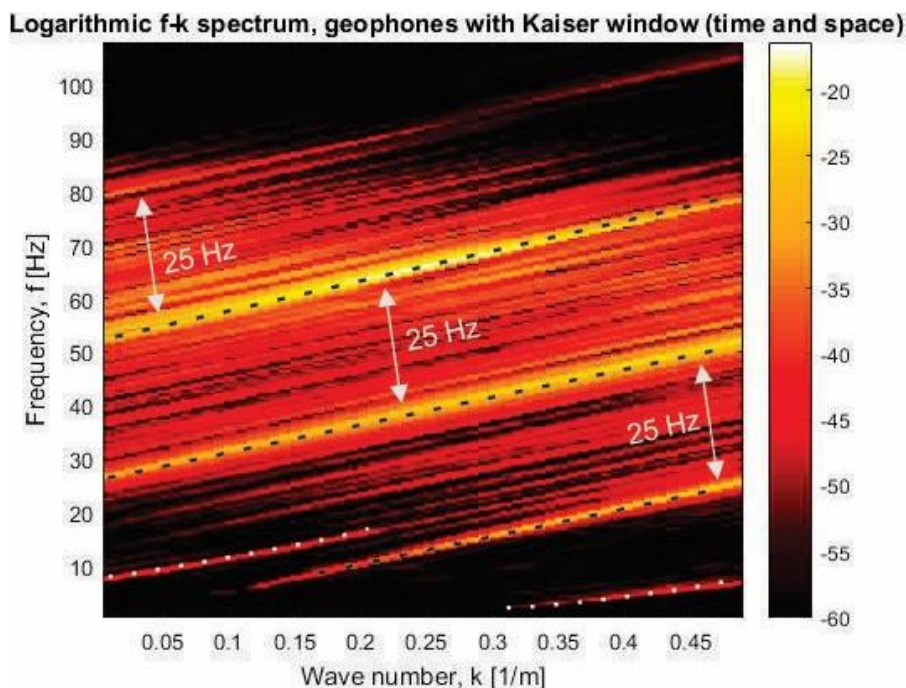 Logarithmic f-k spectrum, geophones with Kaiser window (time and space)
100
90
80
70
60
50
40
30
20
10
Frequency, f [Hz]
25 Hz
25 Hz
25 Hz
0.05 0.1 0.15 0.2 0.25 0.3 0.35 0.4 0.45
Wave number, k [1/m]
-20
-25
-30
-35
-40
-45
-50
-55
-60